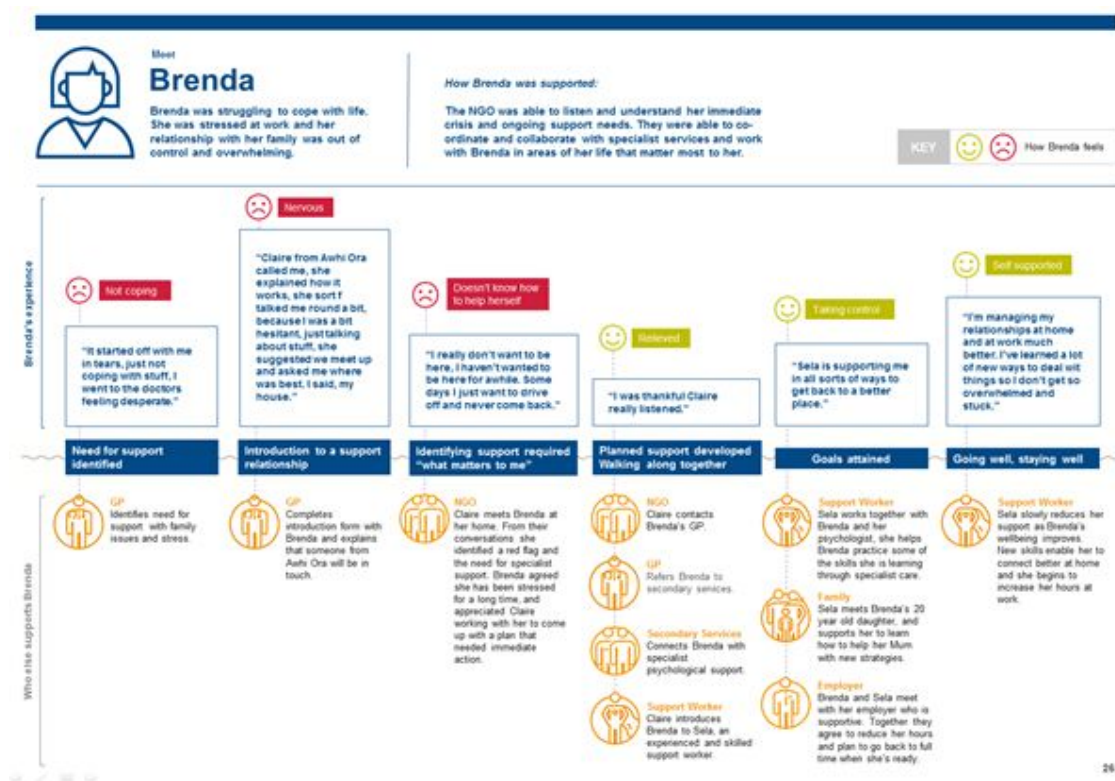 Meet
Brenda
Brenda was struggling to cope with life.
She was stressed at work and her
relationship with her family was out of
control and overwhelming.
How Brenda was supported:
The NGO was able to listen and understand her immediate
crisis and ongoing support needs. They were able to co-
ordinate and collaborate with specialist services and work
with Brenda in areas of her life that matter most to her.
KEY
How Brenda feels
Brenda's experience
Not coping
"It started off with me
in tears, just not
coping with stuff, I
went to the doctors
feeling desperate."
Nervous
"Claire from Awhi Ora
called me, she
explained how it
works, she sort f
talked me round a bit,
because I was a bit
hesitant, just talking
about stuff, she
suggested we meet up
and asked me where
was best, I said, my
house."
Doesn't know how
to help herself
"I really don't want to be
here, I haven't wanted to
be here for awhile. Some
days I just want to drive
off and never come back."
Relieved
"I was thankful Claire
really listened."
Taking control
"Sela is supporting me
in all sorts of ways to
get back to a better
place."
Self supported
"I'm managing my
relationships at home
and at work much
better. I've learned a lot
of new ways to deal wit
things so I don't get so
overwhelmed and
stuck."
Need for support
identified
Introduction to a support
relationship
Identifying support required
"what matters to me"
Planned support developed
Walking along together
Goals attained
Going well, staying well
Who else supports Brenda
GP
Identifies need for
support with family
issues and stress.
GP
Completes
introduction form with
Brenda and explains
that someone from
Awhi Ora will be in
touch.
NGO
Claire meets Brenda at
her home. From their
conversations she
identified a red flag and
the need for specialist
support. Brenda agreed
she has been stressed
for a long time, and
appreciated Claire
working with her to come
up with a plan that
needed immediate
action.
NGO
Claire contacts
Brenda's GP.
GP
Refers Brenda to
secondary services.
Secondary Services
Connects Brenda with
specialist
psychological support.
Support Worker
Claire introduces
Brenda to Sela, an
experienced and skilled
support worker.
Support Worker
Sela works together with
Brenda and her
psychologist, she helps
Brenda practice some of
the skills she is learning
through specialist care.
Family
Sela meets Brenda's 20
year old daughter, and
supports her to learn
how to help her Mum
with new strategies.
Employer
Brenda and Sela meet
with her employer who is
supportive. Together they
agree to reduce her hours
and plan to go back to full
time when she's ready.
Support Worker
Sela slowly reduces her
support as Brenda's
wellbeing improves.
New skills enable her to
connect better at home
and she begins to
increase her hours at
work.
26